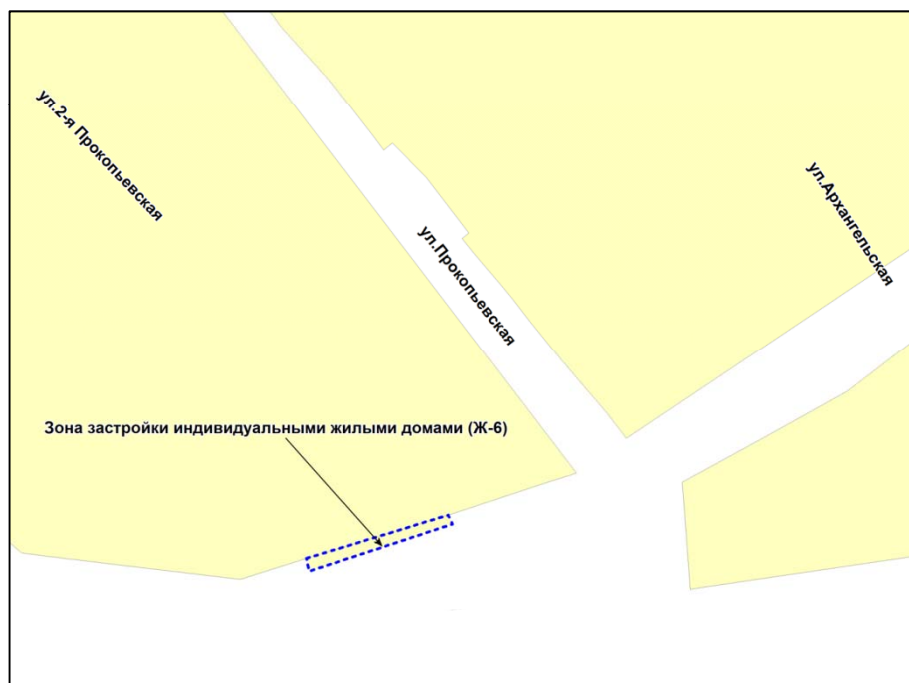 ул.2-я Прокопьевская
ул.Архангельская
ул.Прокопьевская
Зона застройки индивидуальными жилыми домами (Ж-6)